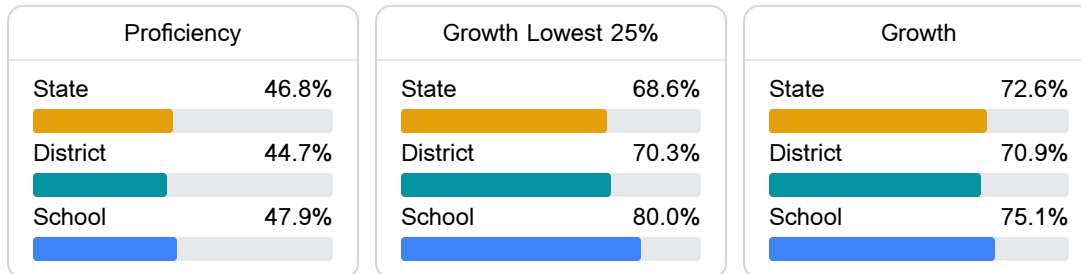 Proficiency
State 46.8%
District 44.7%
School 47.9%
Growth Lowest 25%
State 68.6%
District 70.3%
School 80.0%
Growth
State 72.6%
District 70.9%
School 75.1%